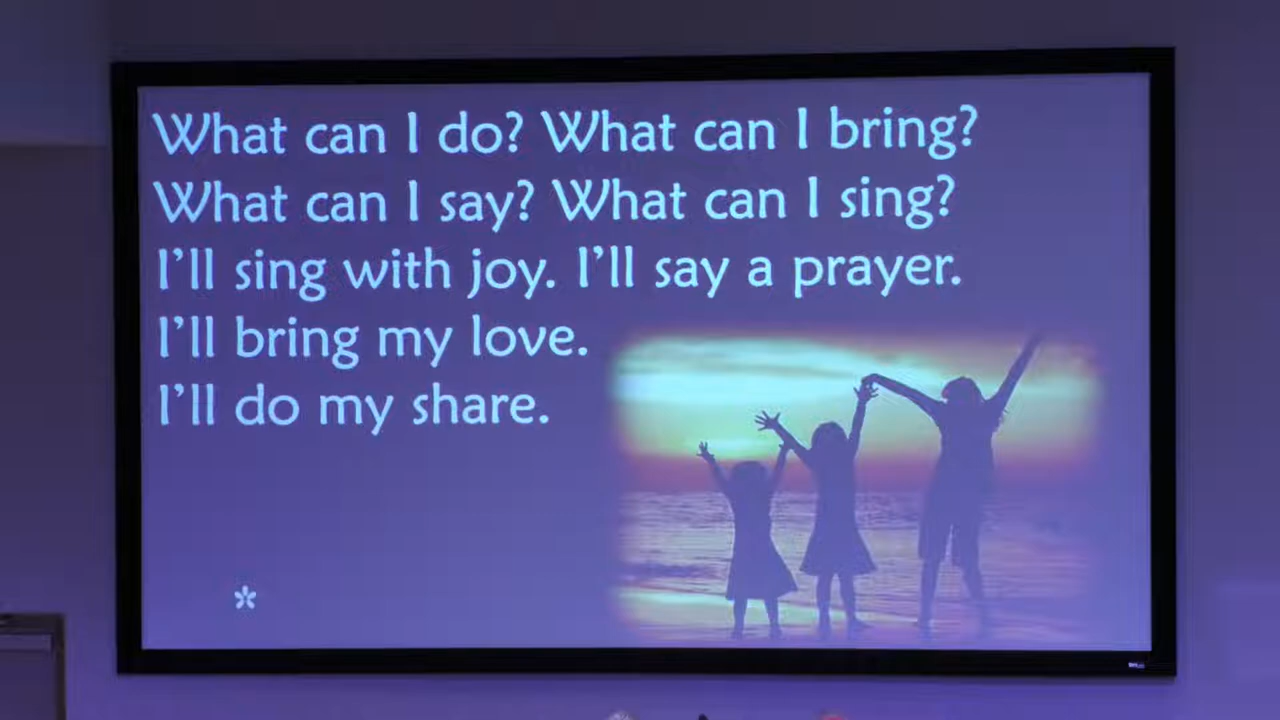 What can I do? What can I bring?
What can I say? What can I sing?
I'll sing with joy. I'll say a prayer.
I'll bring my love.
I'll do my share.
*